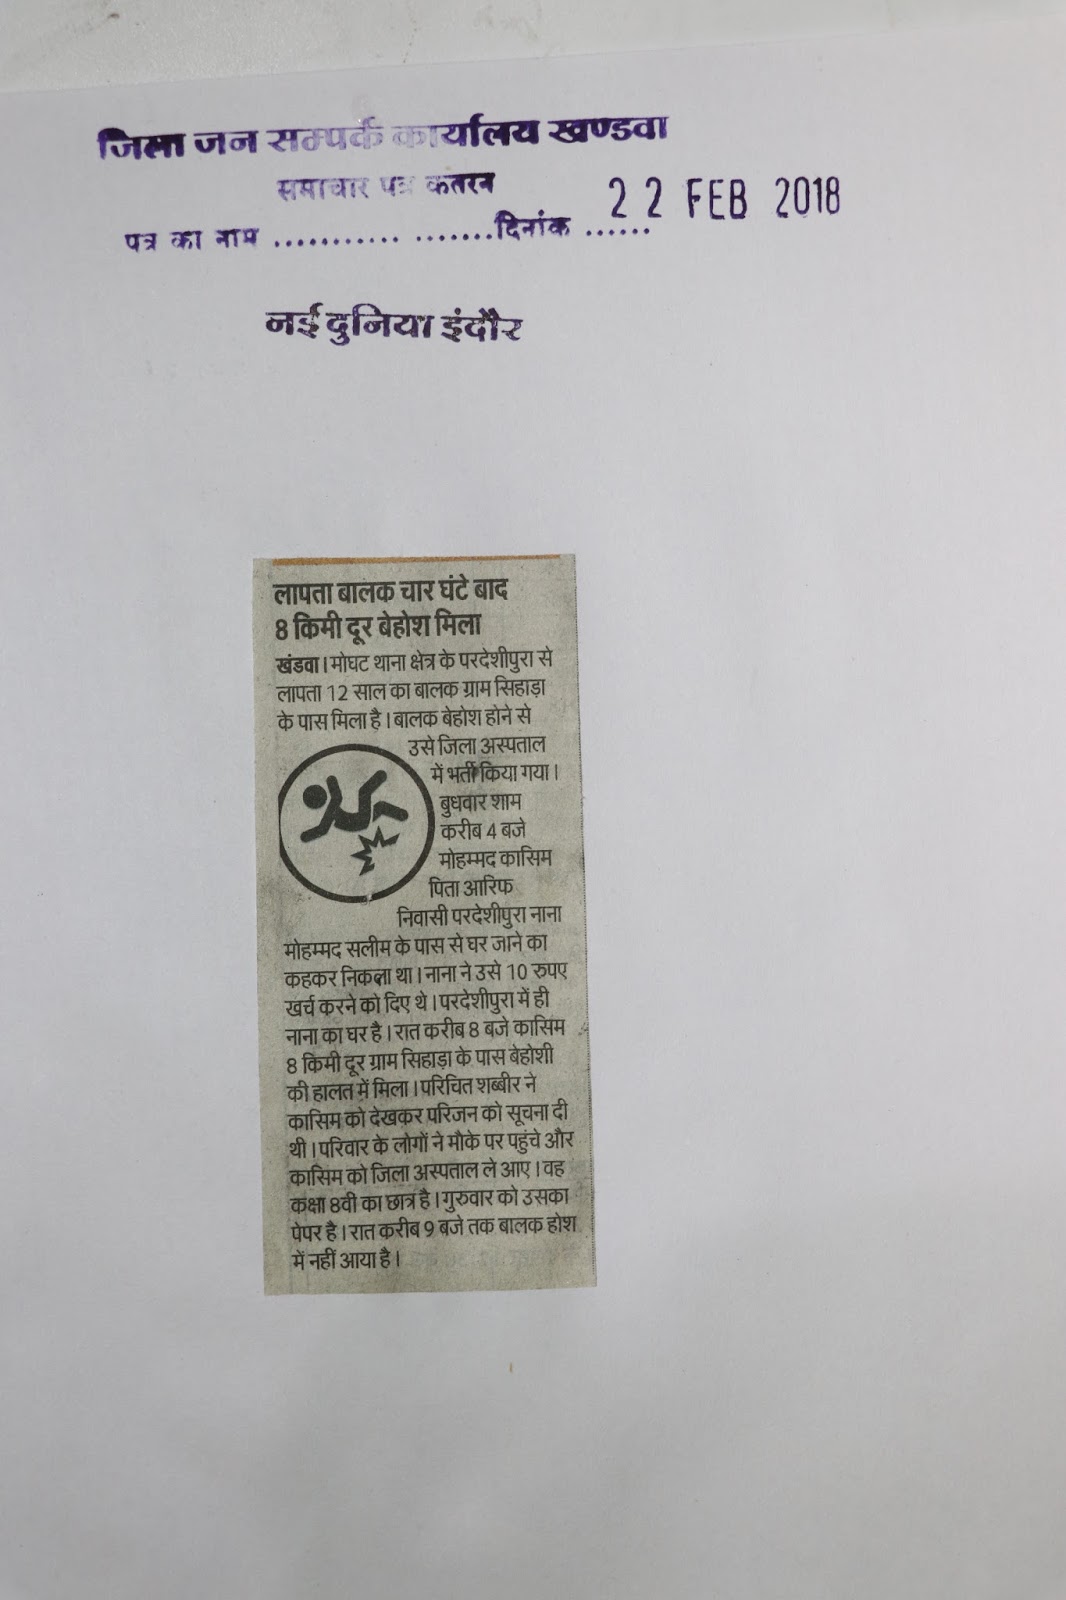 जिला जन सम्पर्क कार्यालय खण्डवा
समाचार पत्र कतरन
पत्र का नाम ........... .......दिनांक ...... 22 FEB 2018
नई दुनिया इंदौर
लापता बालक चार घंटे बाद
8 किमी दूर बेहोश मिला
खंडवा। मोघट थाना क्षेत्र के परदेशीपुरा से
लापता 12 साल का बालक ग्राम सिहाड़ा
के पास मिला है। बालक बेहोश होने से
उसे जिला अस्पताल
में भर्ती किया गया।
बुधवार शाम
करीब 4 बजे
मोहम्मद कासिम
पिता आरिफ
निवासी परदेशीपुरा नाना
मोहम्मद सलीम के पास से घर जाने का
कहकर निकला था। नाना ने उसे 10 रुपए
खर्च करने को दिए थे। परदेशीपुरा में ही
नाना का घर है। रात करीब 8 बजे कासिम
8 किमी दूर ग्राम सिहाड़ा के पास बेहोशी
की हालत में मिला। परिचित शब्बीर ने
कासिम को देखकर परिजन को सूचना दी
थी। परिवार के लोगों ने मौके पर पहुंचे और
कासिम को जिला अस्पताल ले आए। वह
कक्षा 8वी का छात्र है। गुरुवार को उसका
पेपर है। रात करीब 9 बजे तक बालक होश
में नहीं आया है।